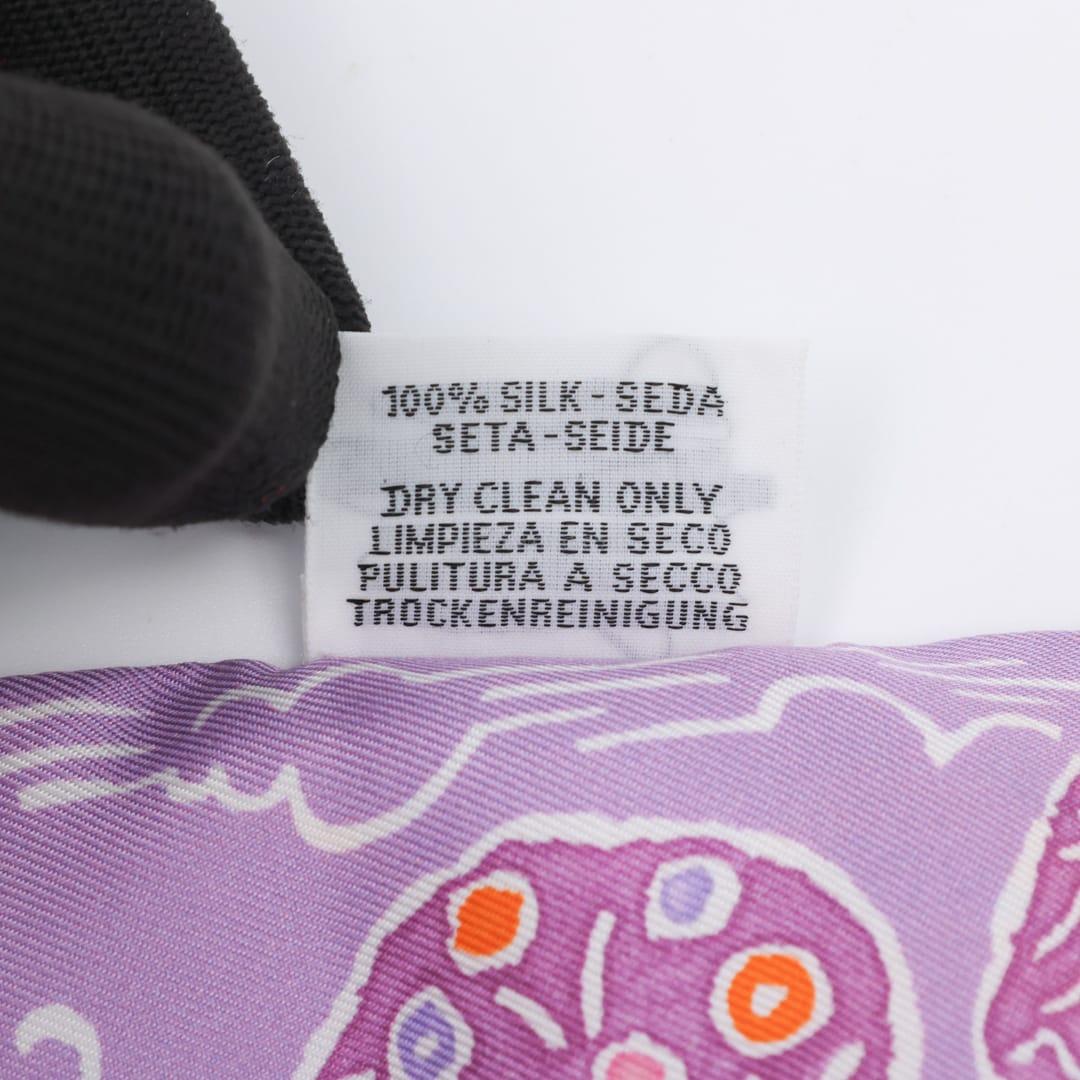 100% SILK-SEDA
SETA-SEIDE
DRY CLEAN ONLY
LIMPIEZA EN SECO
PULITURA A SECCO
TROCKENREINIGUNG